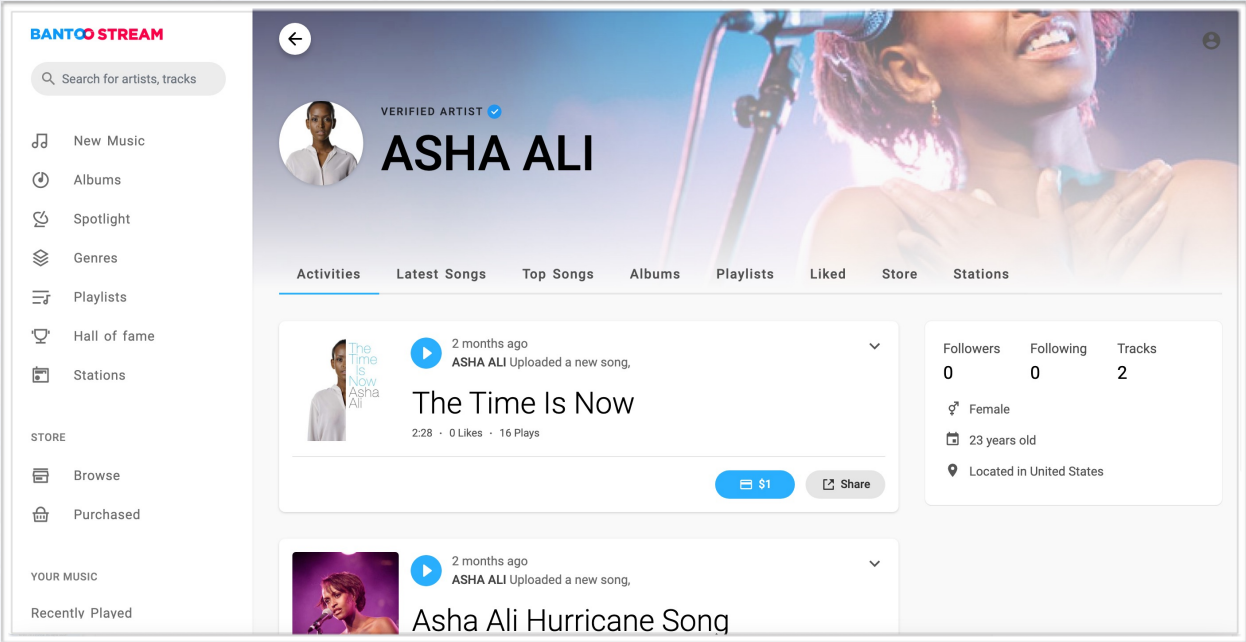 BANTOO STREAM
Search for artists, tracks
New Music
Albums
Spotlight
Genres
Playlists
Hall of fame
Stations
STORE
Browse
Purchased
YOUR MUSIC
Recently Played
VERIFIED ARTIST
ASHA ALI
Activities Latest Songs Top Songs Albums Playlists Liked Store Stations
The
Time
Is
Now
Asha
Ali
2 months ago
ASHA ALI Uploaded a new song,
The Time Is Now
2:28 · 0 Likes · 16 Plays
$1 Share
2 months ago
ASHA ALI Uploaded a new song,
Asha Ali Hurricane Song
Followers Following Tracks
0 0 2
Female
23 years old
Located in United States